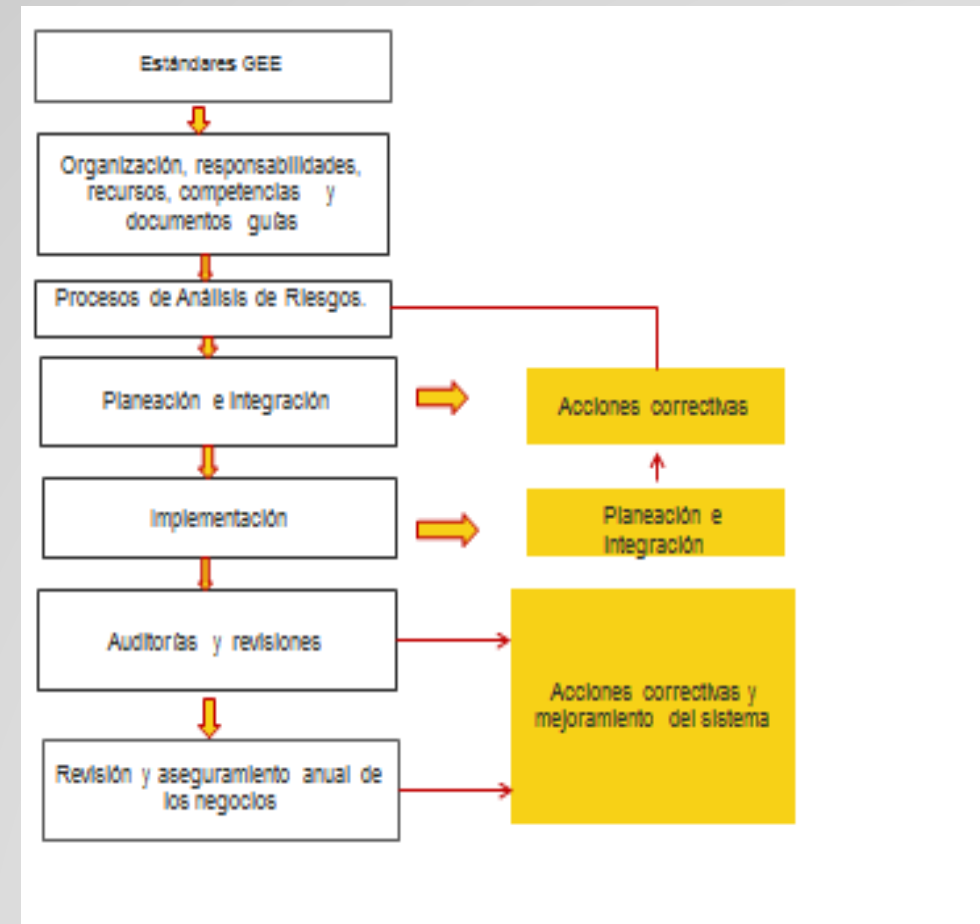 Estándares GEE
Organización, responsabilidades,
recursos, competencias y
documentos guías
Procesos de Análisis de Riesgos.
Planeación e Integración
Acciones correctivas
Implementación
Planeación e
Integración
Auditorías y revisiones
Acciones correctivas y
mejoramiento del sistema
Revisión y aseguramiento anual de
los negocios